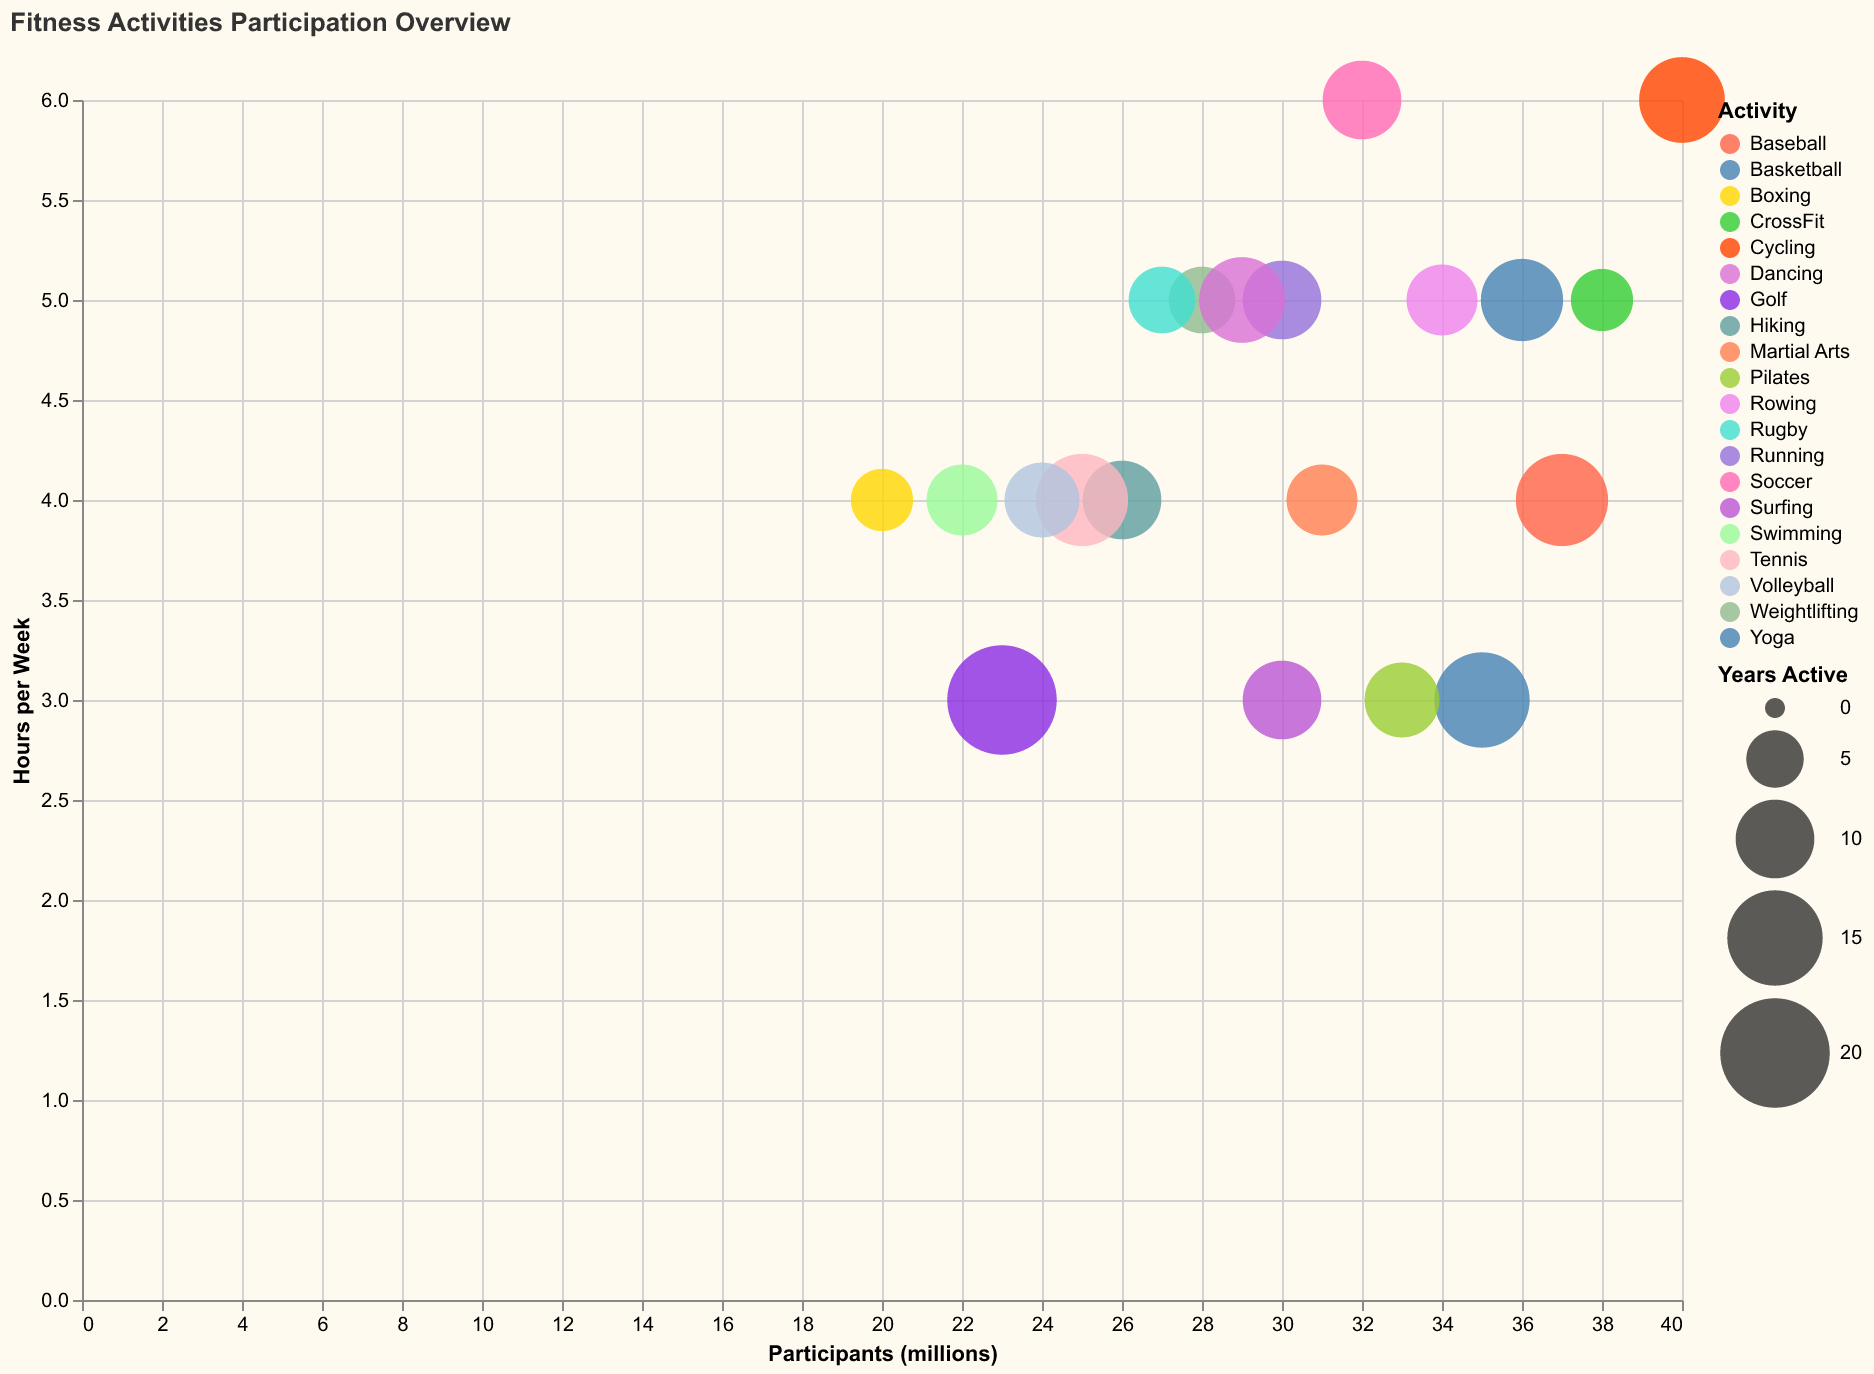 Fitness Activities Participation Overview
6.0
5.5
5.0
4.5
4.0
3.5
3.0
2.5
2.0
1.5
1.0
0.5
0.0
Hours per Week
0 2 4 6 8 10 12 14 16 18 20 22 24 26 28 30 32 34 36 38 40
Participants (millions)
Activity
Baseball
Basketball
Boxing
CrossFit
Cycling
Dancing
Golf
Hiking
Martial Arts
Pilates
Rowing
Rugby
Running
Soccer
Surfing
Swimming
Tennis
Volleyball
Weightlifting
Yoga
Years Active
0
5
10
15
20